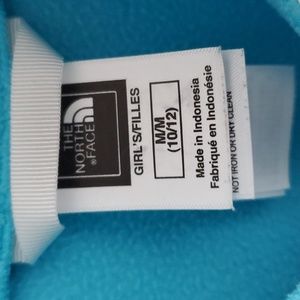 THE
NORTH
FACE
GIRL'S/FILLES
M/M
(10/12)
Made in Indonesia
Fabriqué en Indonésie
NOT IRON OR DRY CLEAN